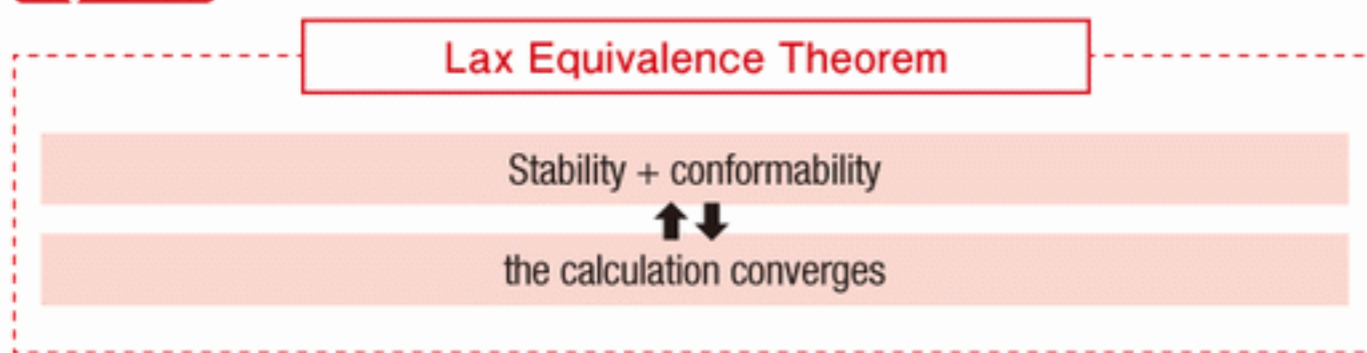 Lax Equivalence Theorem
Stability + conformability
the calculation converges